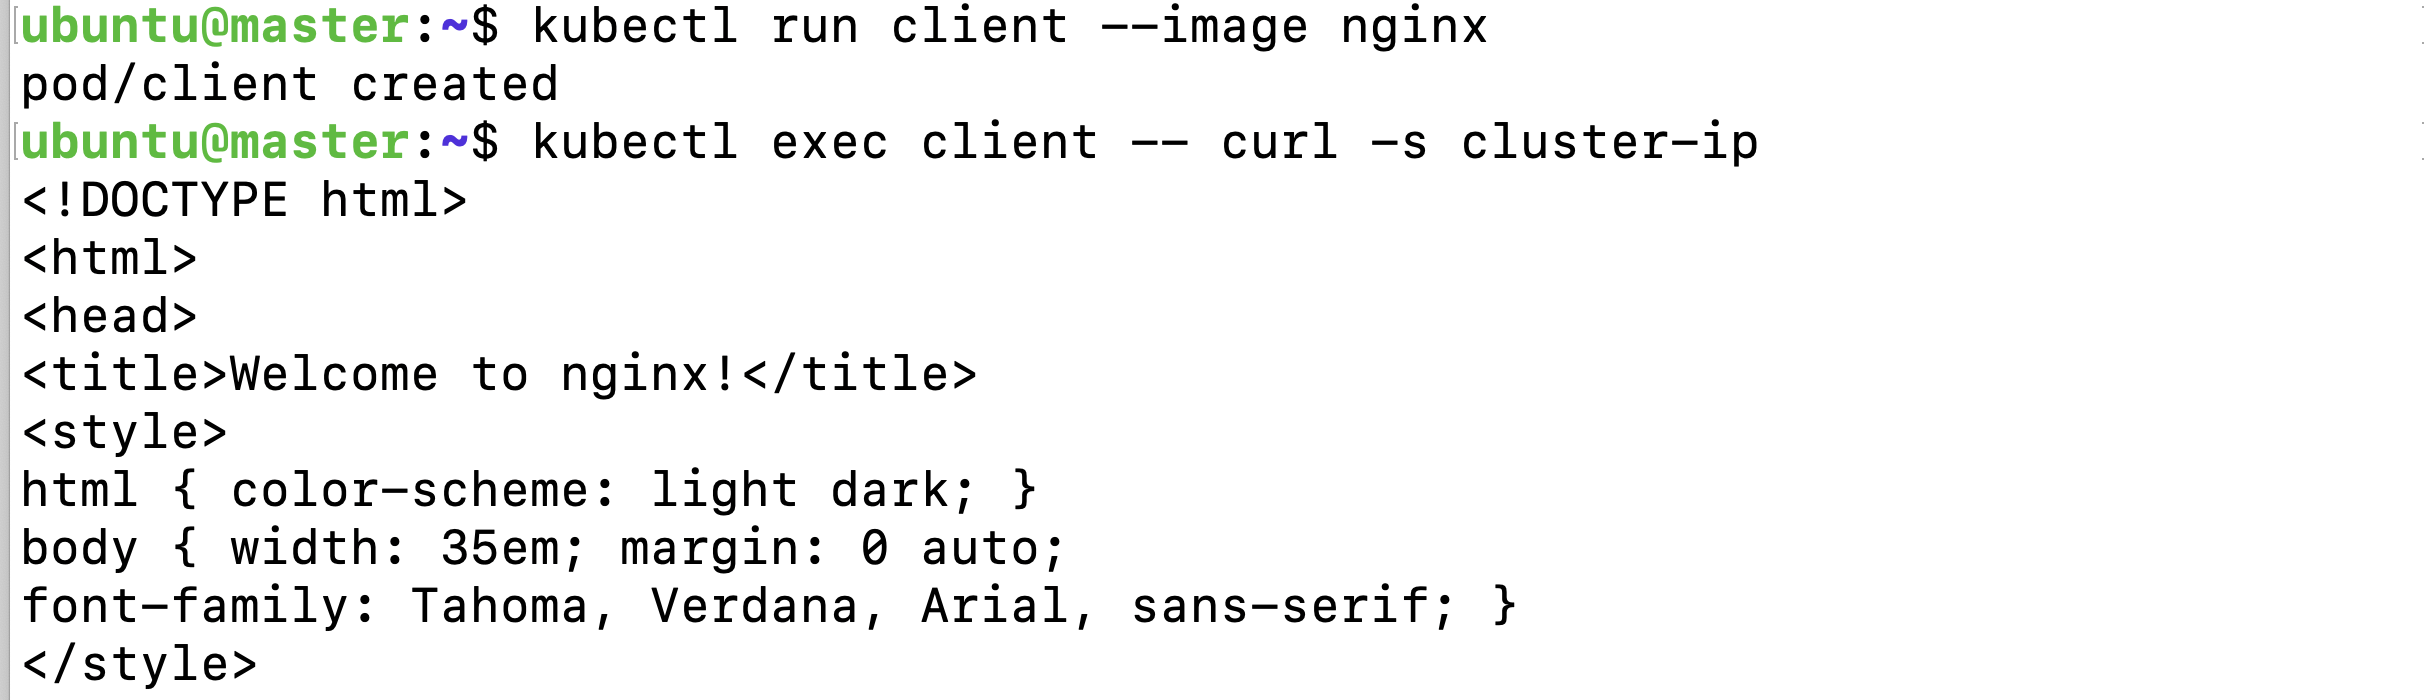 ubuntu@master:~$ kubectl run client --image nginx
pod/client created
ubuntu@master:~$ kubectl exec client -- curl -s cluster-ip
<!DOCTYPE html>
<html>
<head>
<title>Welcome to nginx!</title>
<style>
html { color-scheme: light dark; }
body { width: 35em; margin: 0 auto;
font-family: Tahoma, Verdana, Arial, sans-serif; }
</style>